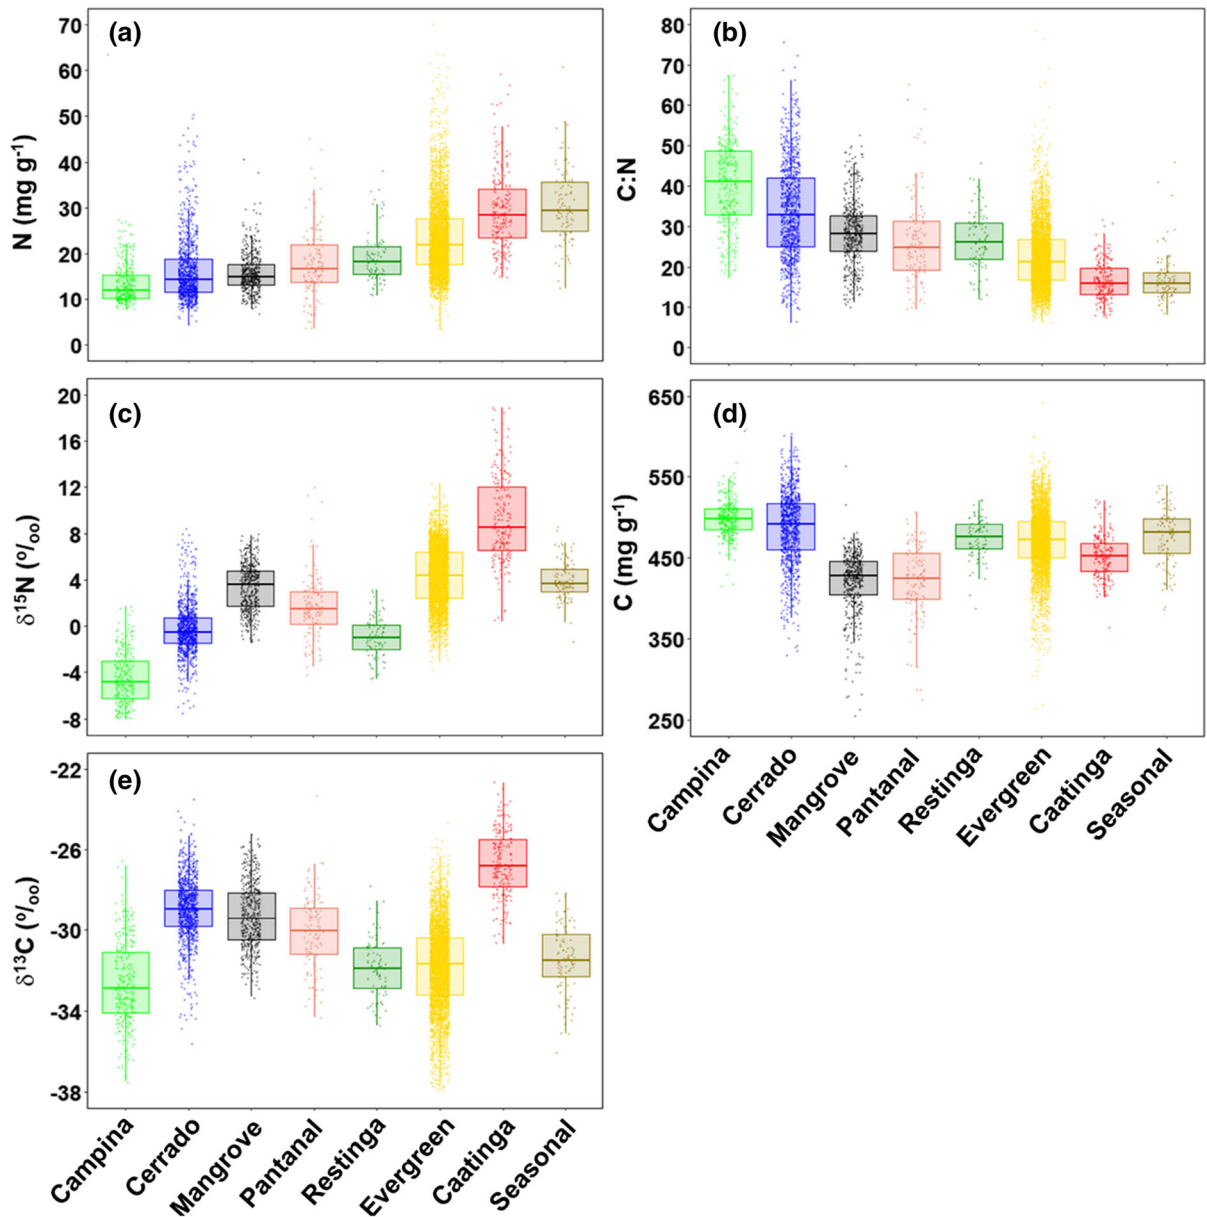 (a)
N (mg g-1)
70
60
50
40
30
20
10
0
(b)
C:N
80
70
60
50
40
30
20
10
0
(c)
δ15N (º/oo)
20
16
12
8
4
0
-4
-8
(d)
C (mg g-1)
650
550
450
350
250
Campina
Cerrado
Mangrove
Pantanal
Restinga
Evergreen
Caatinga
Seasonal
(e)
δ13C (º/oo)
-22
-26
-30
-34
-38
Campina
Cerrado
Mangrove
Pantanal
Restinga
Evergreen
Caatinga
Seasonal